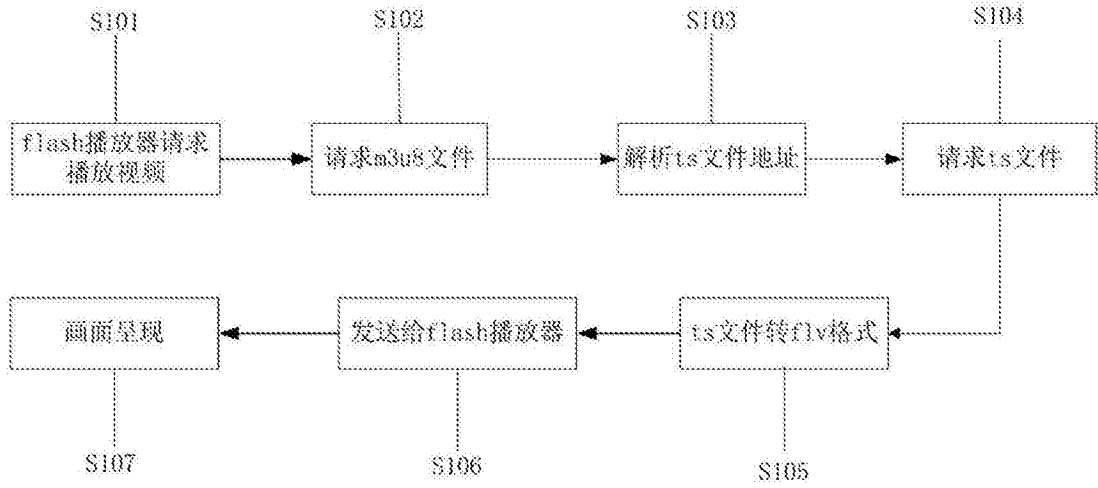 S101
S102
S103
S104
flash播放器请求
播放视频
请求m3u8文件
解析ts文件地址
请求ts文件
画面呈现
发送给flash播放器
ts文件转flv格式
S107
S106
S105